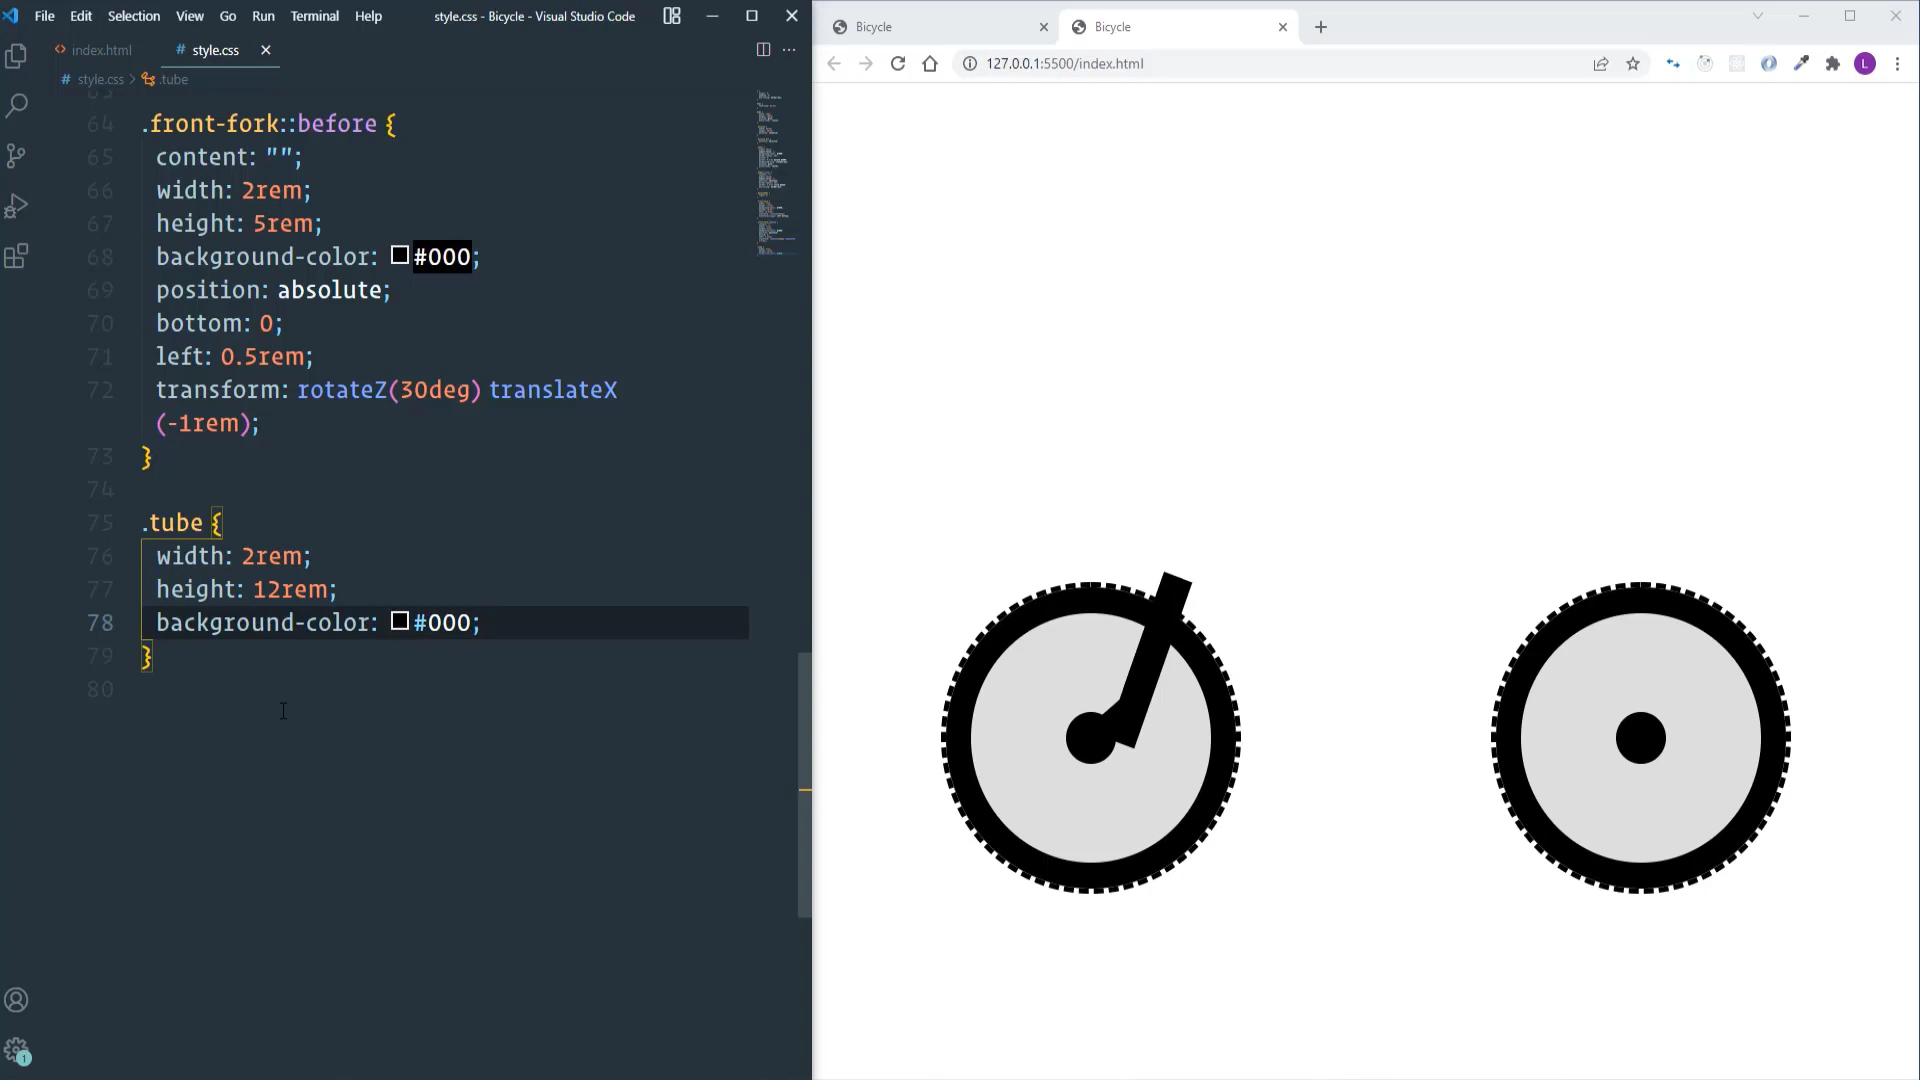 File Edit Selection View Go Run Terminal Help style.css - Bicycle - Visual Studio Code
index.html style.css
style.css > .tube
64 .front-fork::before {
65 content: "";
66 width: 2rem;
67 height: 5rem;
68 background-color: #000;
69 position: absolute;
70 bottom: 0;
71 left: 0.5rem;
72 transform: rotateZ(30deg) translateX
(-1rem);
73 }
74
75 .tube {
76 width: 2rem;
77 height: 12rem;
78 background-color: #000;
79 }
80
1
Bicycle Bicycle
127.0.0.1:5500/index.html L